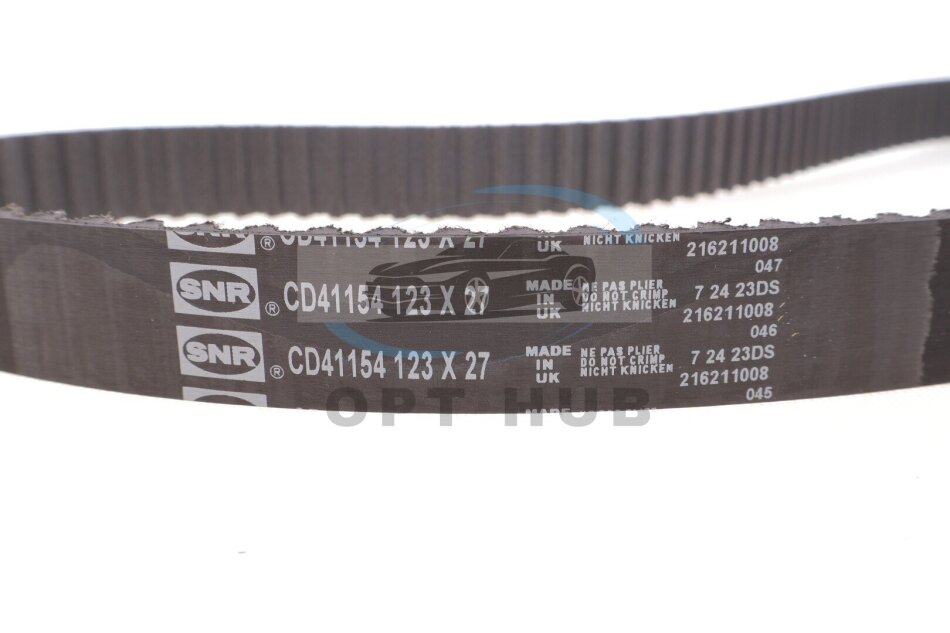 ® CD41154 123 X 27 UK NICHT KNICKEN 216211008
047
SNR ® CD41154 123 X 27 MADE IN UK NE PAS PLIER DO NOT CRIMP NICHT KNICKEN 7 24 23DS 216211008
046
SNR ® CD41154 123 X 27 MADE IN UK NE PAS PLIER DO NOT CRIMP NICHT KNICKEN 7 24 23DS 216211008
045
MADE
OPT HUB